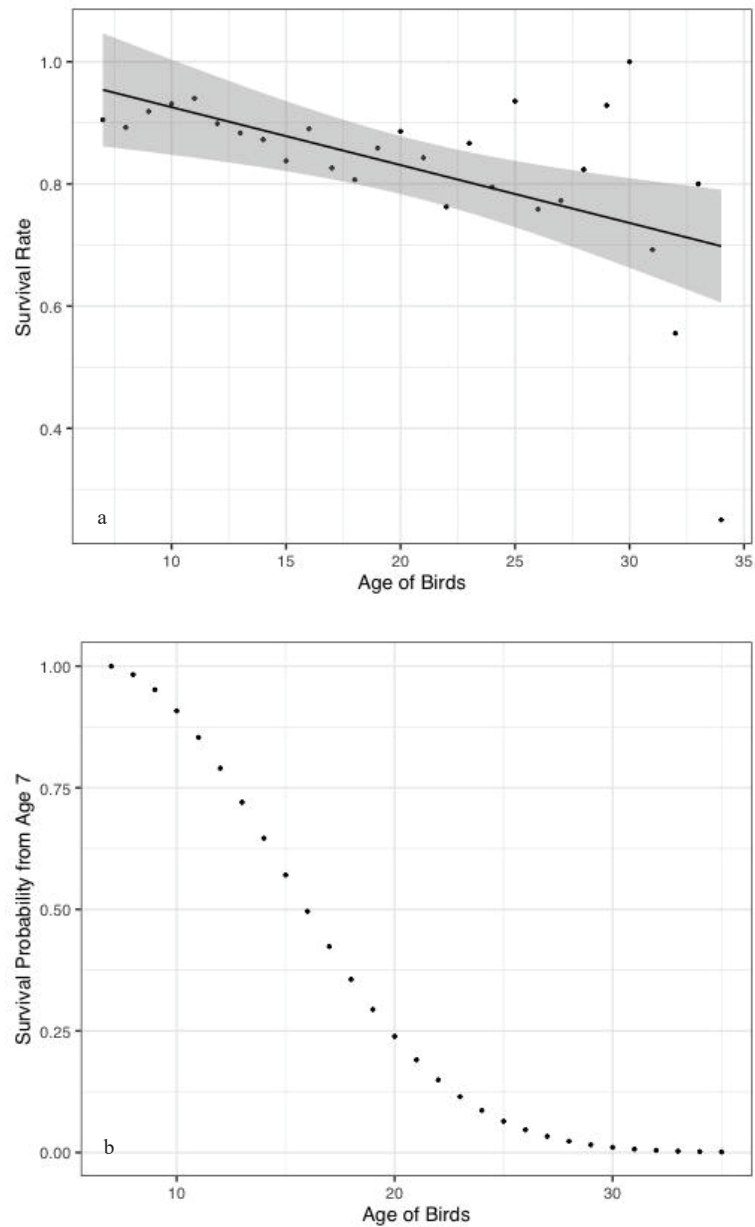 1.0
0.8
0.6
0.4
Survival Rate
a
10 15 20 25 30 35
Age of Birds
1.00
0.75
0.50
0.25
0.00
Survival Probability from Age 7
b
10 20 30
Age of Birds